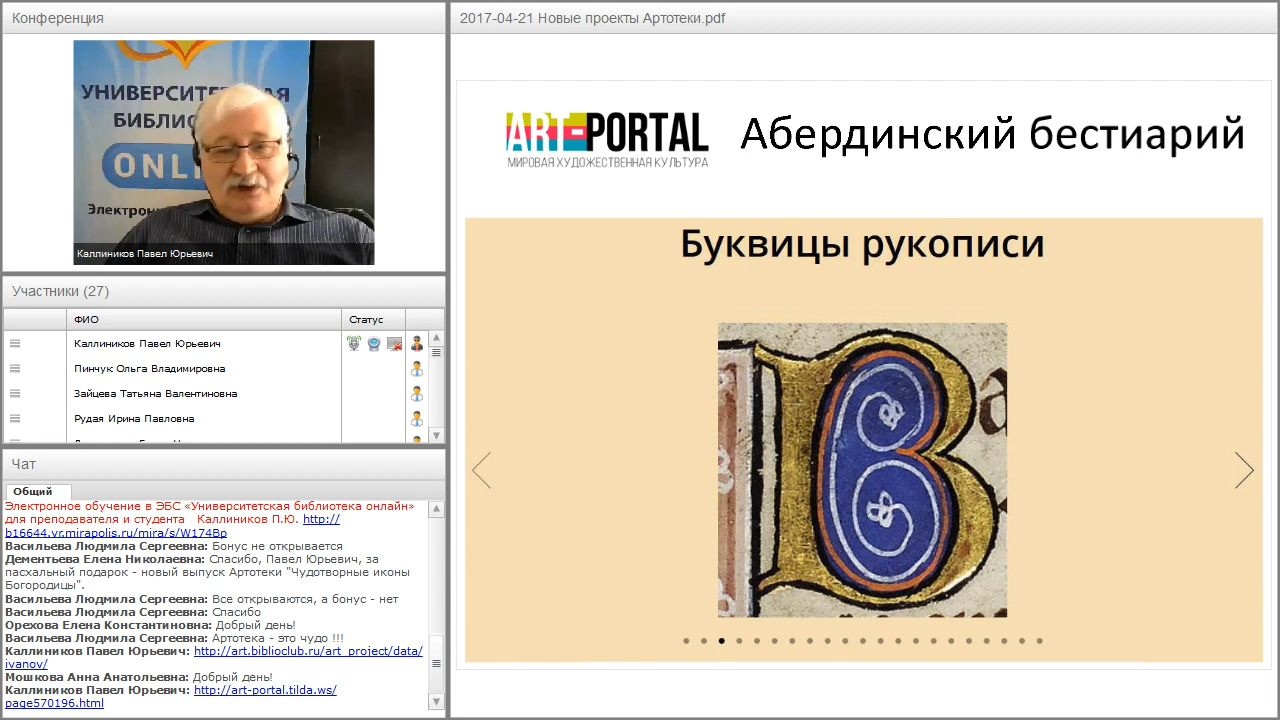 Конференция
УНИВЕРСИТЕТСКАЯ
БИБЛИО
ONLI
Электрон
Каллиников Павел Юрьевич
Участники (27)
ФИО
Статус
Каллиников Павел Юрьевич
Пинчук Ольга Владимировна
Зайцева Татьяна Валентиновна
Рудая Ирина Павловна
Чат
Общий
Электронное обучение в ЭБС «Университетская библиотека онлайн»
для преподавателя и студента   Каллиников П.Ю. http://
b16644.vr.mirapolis.ru/mira/s/W174Bp
Васильева Людмила Сергеевна: Бонус не открывается
Дементьева Елена Николаевна: Спасибо, Павел Юрьевич, за
пасхальный подарок - новый выпуск Артотеки "Чудотворные иконы
Богородицы".
Васильева Людмила Сергеевна: Все открываются, а бонус - нет
Васильева Людмила Сергеевна: Спасибо
Орехова Елена Константиновна: Добрый день!
Васильева Людмила Сергеевна: Артотека - это чудо !!!
Каллиников Павел Юрьевич: http://art.biblioclub.ru/art_project/data/
ivanov/
Мошкова Анна Анатольевна: Добрый день!
Каллиников Павел Юрьевич: http://art-portal.tilda.ws/
page570196.html
2017-04-21 Новые проекты Артотеки.pdf
ART-PORTAL
МИРОВАЯ ХУДОЖЕСТВЕННАЯ КУЛЬТУРА
Абердинский бестиарий
Буквицы рукописи
B